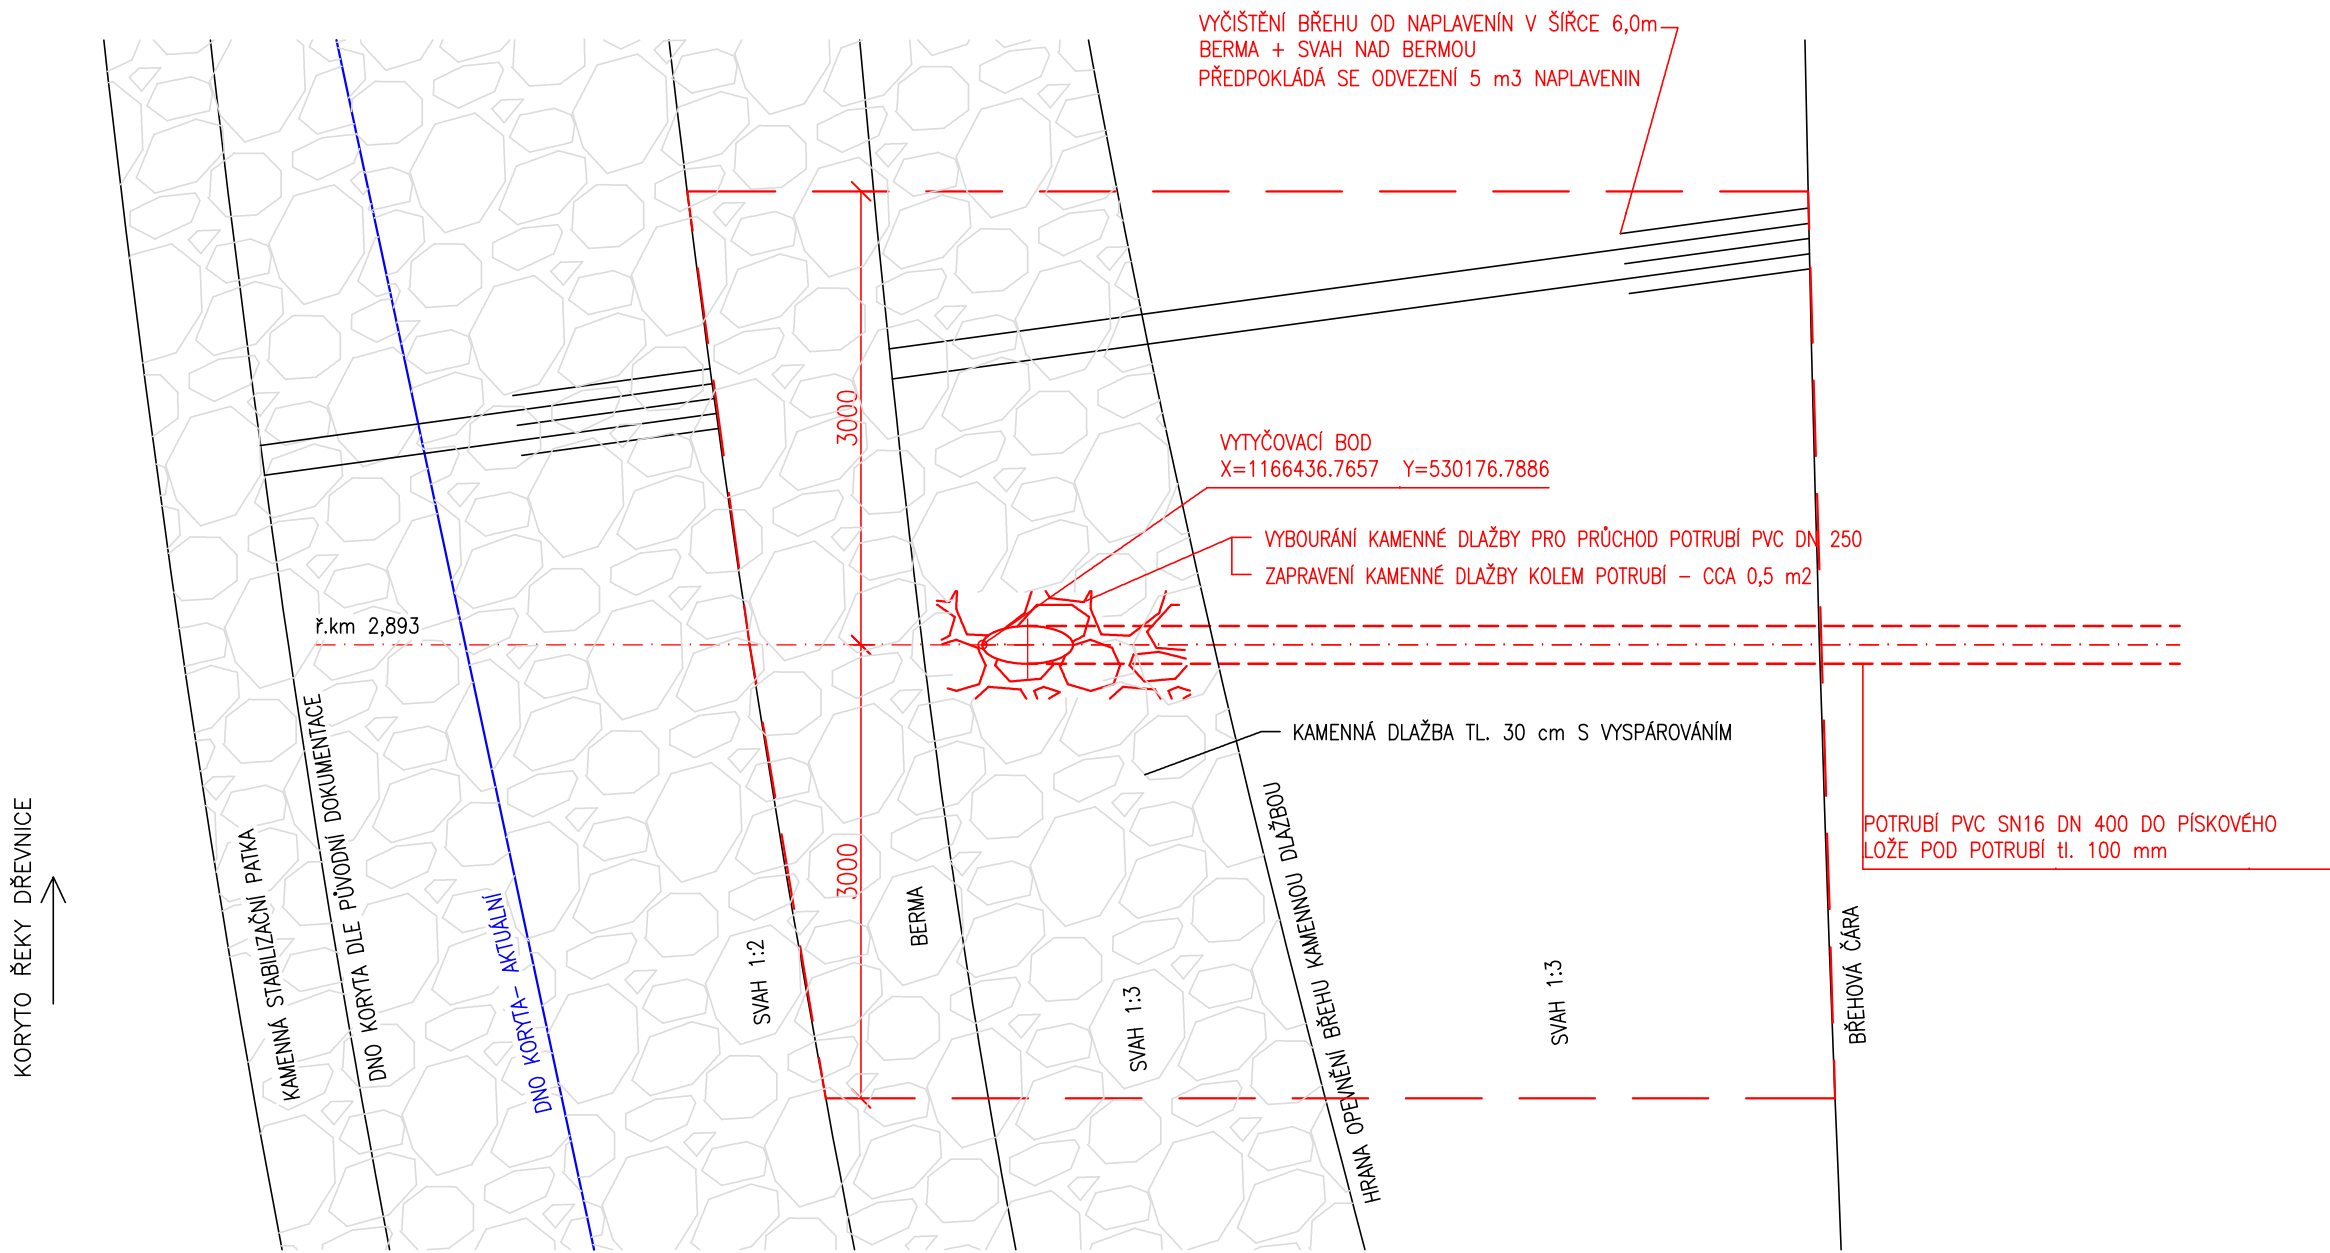 VYČIŠTĚNÍ BŘEHU OD NAPLAVENÍN V ŠÍŘCE 6,0m
BERMA + SVAH NAD BERMOU
PŘEDPOKLÁDÁ SE ODVEZENÍ 5 m3 NAPLAVENIN
3000
VYTYČOVACÍ BOD
X=1166436.7657 Y=530176.7886
VYBOURÁNÍ KAMENNÉ DLAŽBY PRO PRŮCHOD POTRUBÍ PVC DN 250
ZAPRAVENÍ KAMENNÉ DLAŽBY KOLEM POTRUBÍ - CCA 0,5 m2
ř.km 2,893
KAMENNÁ DLAŽBA TL. 30 cm S VYSPÁROVÁNÍM
POTRUBÍ PVC SN16 DN 400 DO PÍSKOVÉHO
LOŽE POD POTRUBÍ tl. 100 mm
3000
KORYTO ŘEKY DŘEVNICE
KAMENNÁ STABILIZAČNÍ PATKA
DNO KORYTA DLE PŮVODNÍ DOKUMENTACE
DNO KORYTA- AKTUÁLNÍ
SVAH 1:2
BERMA
SVAH 1:3
HRANA OPEVNĚNÍ BŘEHU KAMENNOU DLAŽBOU
SVAH 1:3
BŘEHOVÁ ČÁRA